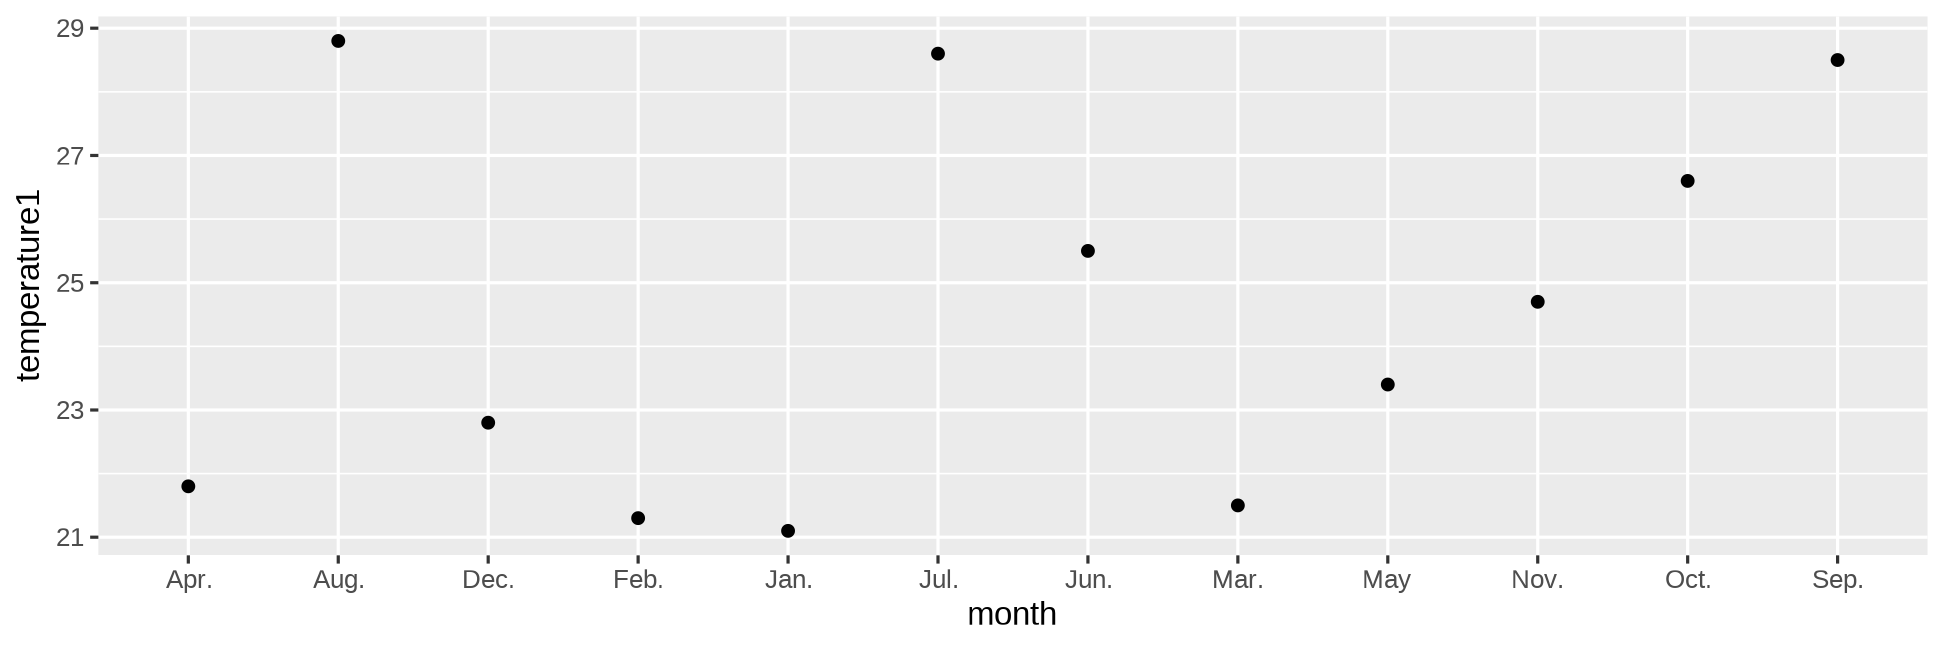 29
27
25
23
21
temperature1
Apr. Aug. Dec. Feb. Jan. Jul. Jun. Mar. May Nov. Oct. Sep.
month